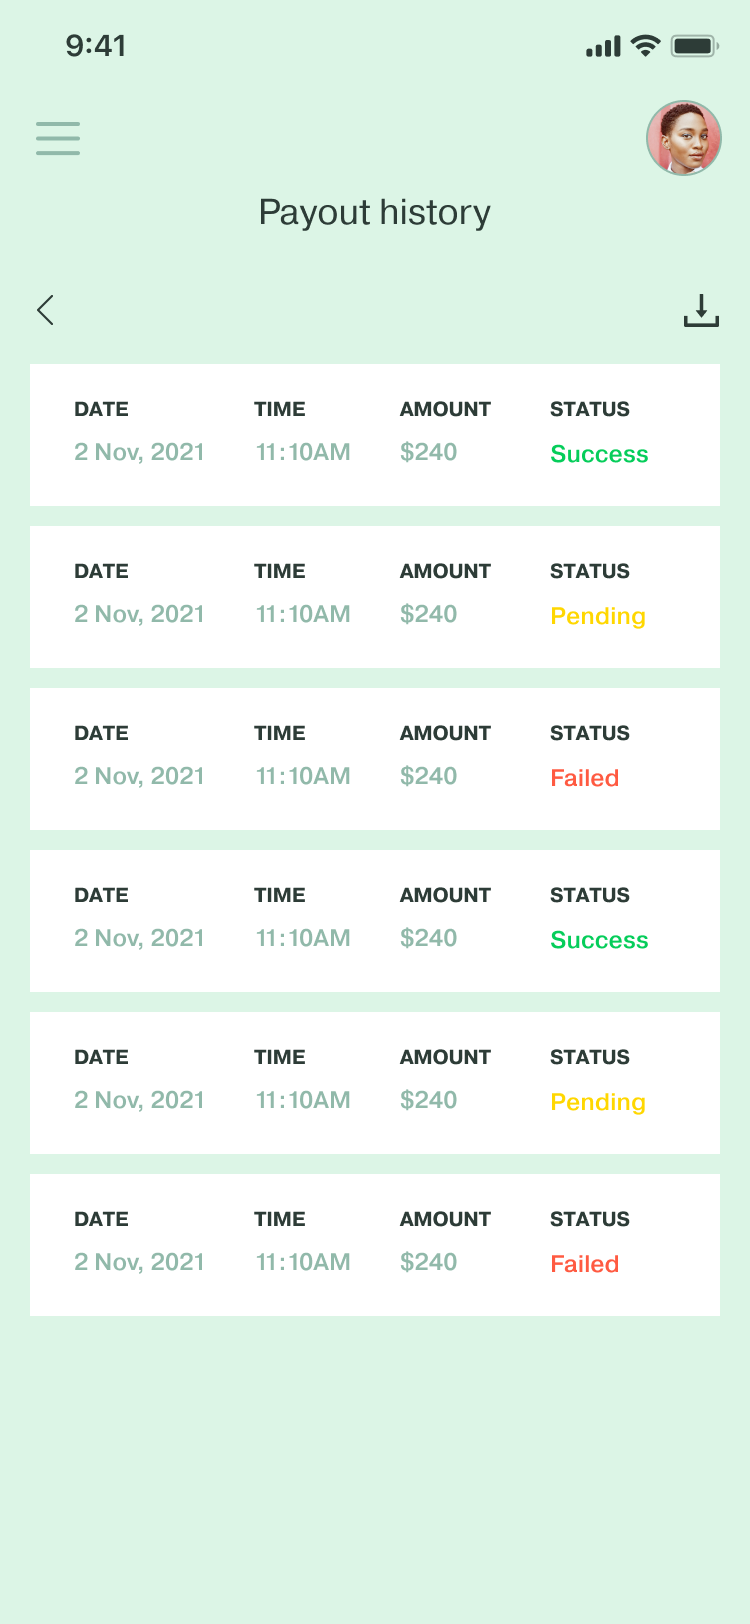 9:41
Payout history
DATE TIME AMOUNT STATUS
2 Nov, 2021 11:10AM $240 Success
DATE TIME AMOUNT STATUS
2 Nov, 2021 11:10AM $240 Pending
DATE TIME AMOUNT STATUS
2 Nov, 2021 11:10AM $240 Failed
DATE TIME AMOUNT STATUS
2 Nov, 2021 11:10AM $240 Success
DATE TIME AMOUNT STATUS
2 Nov, 2021 11:10AM $240 Pending
DATE TIME AMOUNT STATUS
2 Nov, 2021 11:10AM $240 Failed